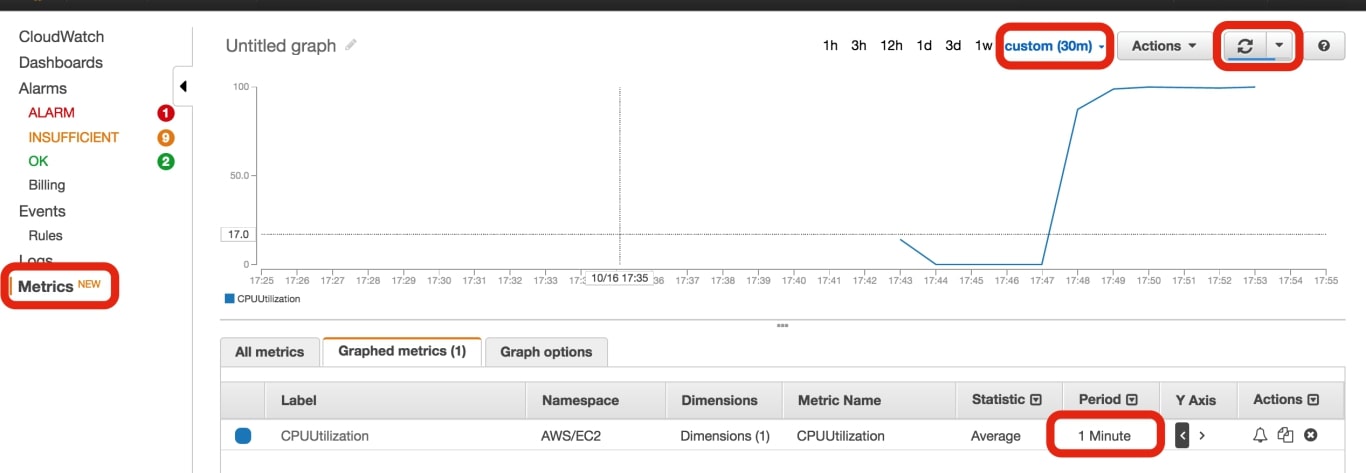 CloudWatch
Dashboards
Alarms
ALARM 1
INSUFFICIENT 9
OK 2
Billing
Events
Rules
Logs
Metrics NEW
Untitled graph
1h 3h 12h 1d 3d 1w custom (30m) Actions ?
100
50.0
17.0
0
17:25 17:26 17:27 17:28 17:29 17:30 17:31 17:32 17:33 10/16 17:35 36 17:37 17:38 17:39 17:40 17:41 17:42 17:43 17:44 17:45 17:46 17:47 17:48 17:49 17:50 17:51 17:52 17:53 17:54 17:55
CPUUtilization
All metrics Graphed metrics (1) Graph options
Label Namespace Dimensions Metric Name Statistic Period Y Axis Actions
CPUUtilization AWS/EC2 Dimensions (1) CPUUtilization Average 1 Minute < >